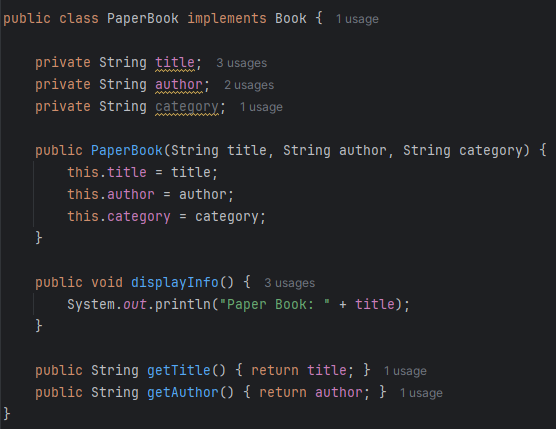 public class PaperBook implements Book { 1 usage
private String title; 3 usages
private String author; 2 usages
private String category; 1 usage
public PaperBook(String title, String author, String category) {
this.title = title;
this.author = author;
this.category = category;
}
public void displayInfo() { 3 usages
System.out.println("Paper Book: " + title);
}
public String getTitle() { return title; } 1 usage
public String getAuthor() { return author; } 1 usage
}